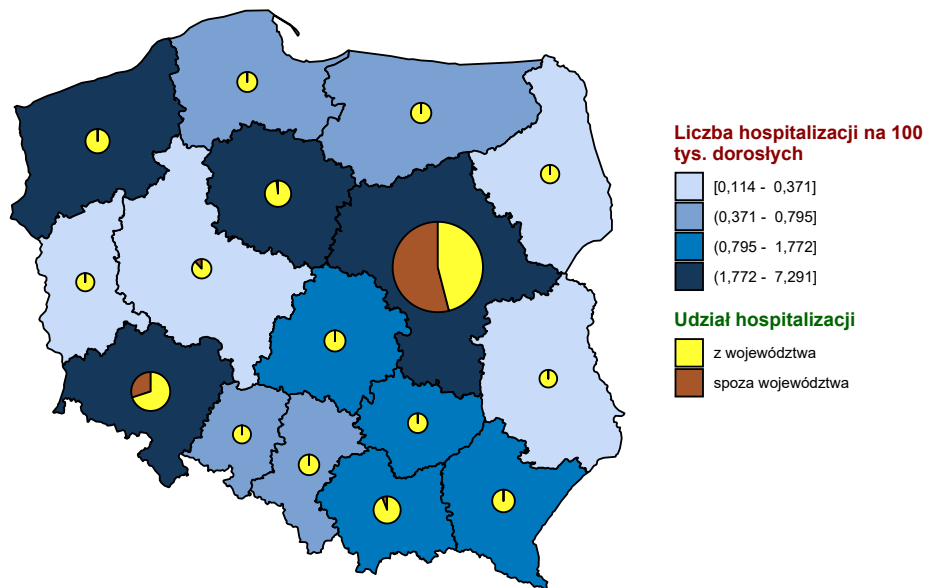 Liczba hospitalizacji na 100
tys. dorosłych
[0,114 - 0,371]
(0,371 - 0,795]
(0,795 - 1,772]
(1,772 - 7,291]
Udział hospitalizacji
z województwa
spoza województwa